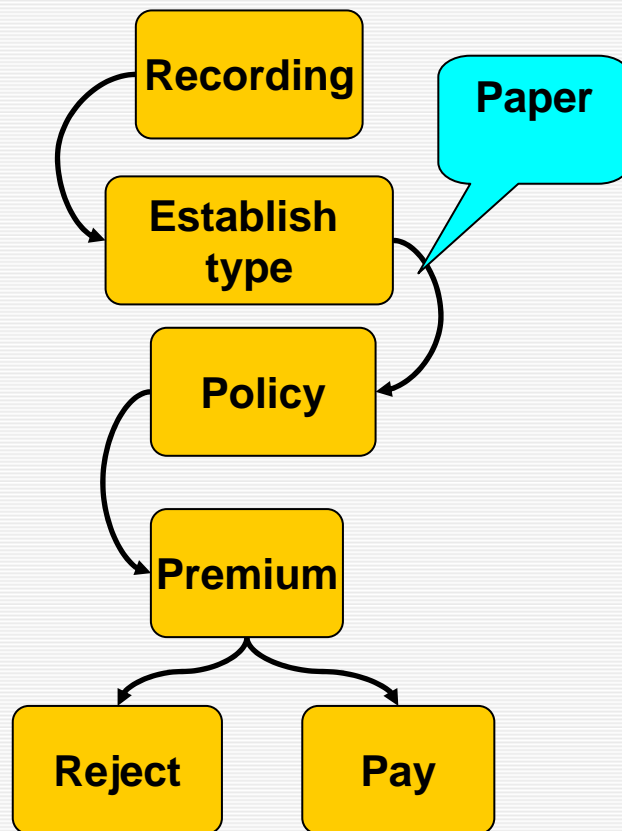 Recording
Paper
Establish
type
Policy
Premium
Reject
Pay